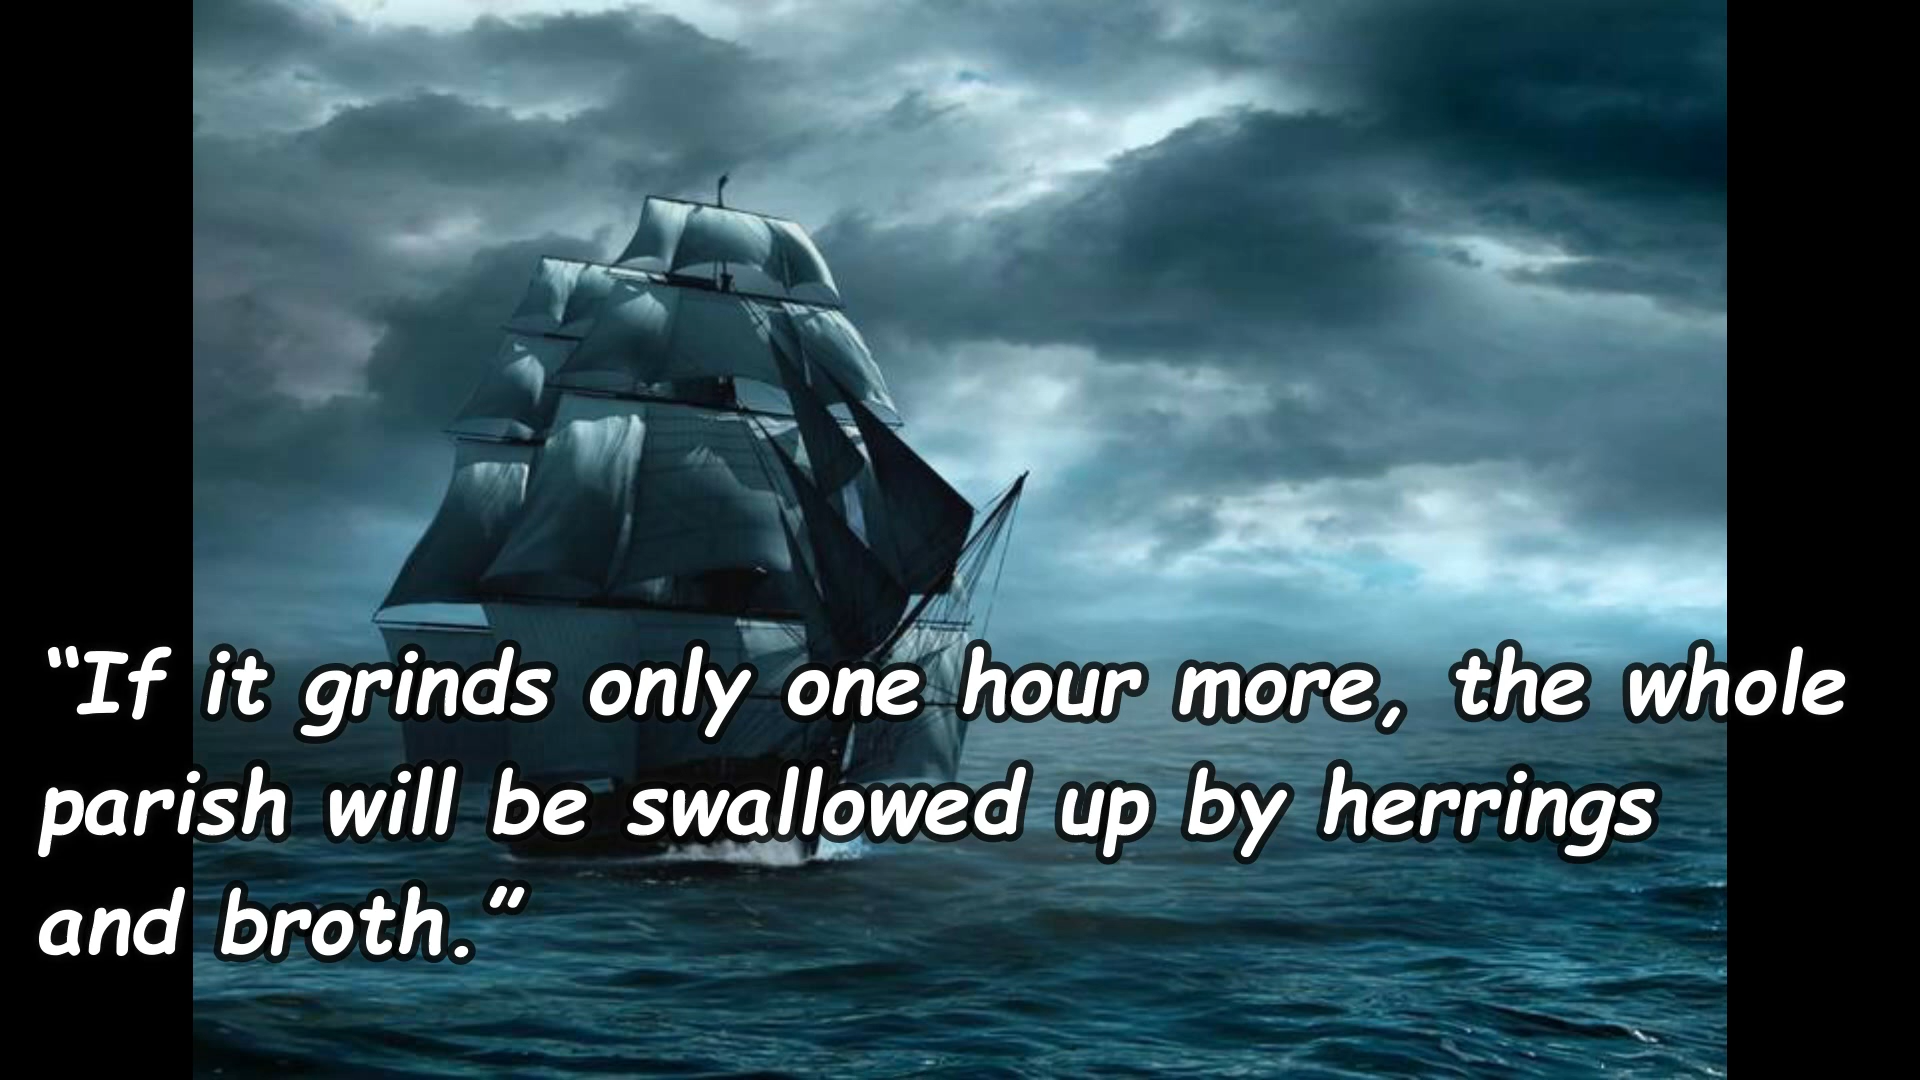 “If it grinds only one hour more, the whole
parish will be swallowed up by herrings
and broth.”